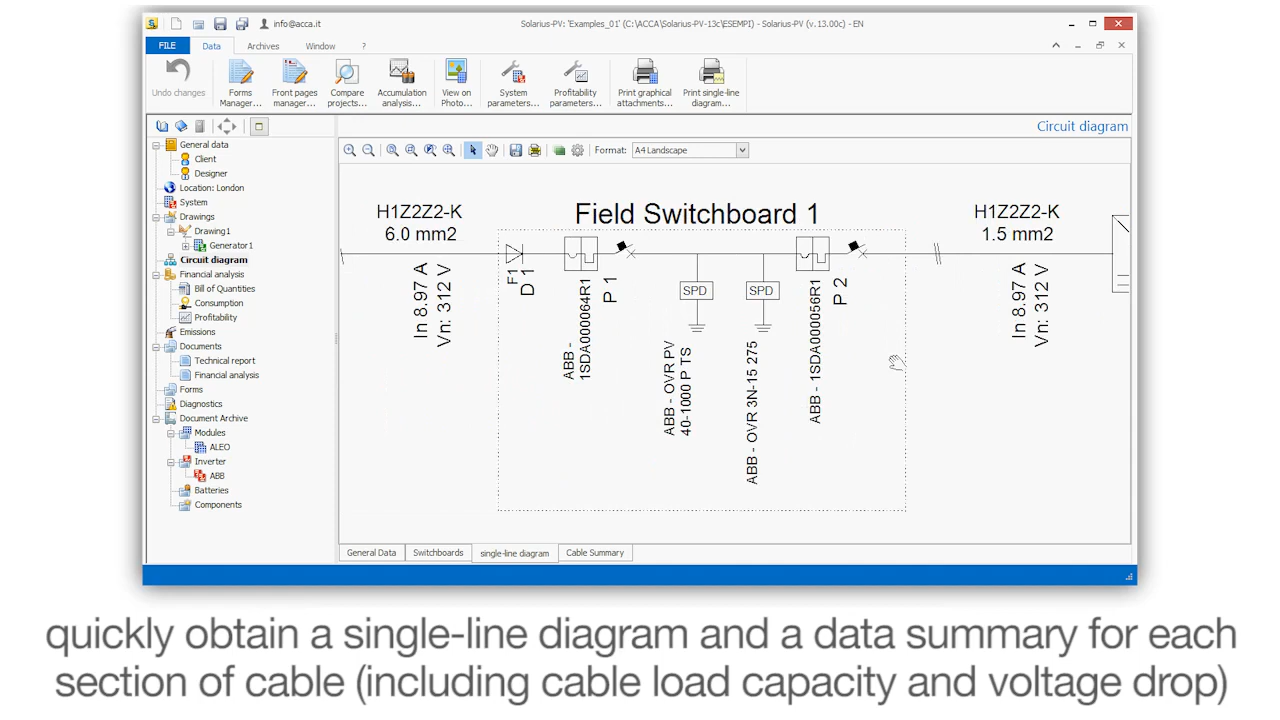 info@acca.it
Solarius-PV: 'Examples_01' (C:\ACCA\Solarius-PV-13c\ESEMPI) - Solarius-PV (v.13.00c) - EN
FILE
Data
Archives
Window
?
Undo changes
Forms
Manager...
Front pages
manager...
Compare
projects...
Accumulation
analysis...
View on
Photo...
System
parameters...
Profitability
parameters...
Print graphical
attachments...
Print single-line
diagram...
Circuit diagram
General data
Client
Designer
Location: London
System
Drawings
Drawing1
Generator1
Circuit diagram
Financial analysis
Bill of Quantities
Consumption
Profitability
Emissions
Documents
Technical report
Financial analysis
Forms
Diagnostics
Document Archive
Modules
ALEO
Inverter
ABB
Batteries
Components
Format:
A4 Landscape
H1Z2Z2-K
6.0 mm2
In 8.97 A
Vn: 312 V
Field Switchboard 1
F1
D 1
ABB -
1SDA000064R1
P 1
SPD
ABB - OVR PV
40-1000 P TS
SPD
ABB - OVR 3N-15 275
ABB - 1SDA000056R1
P 2
H1Z2Z2-K
1.5 mm2
In 8.97 A
Vn: 312 V
General Data
Switchboards
single-line diagram
Cable Summary
quickly obtain a single-line diagram and a data summary for each
section of cable (including cable load capacity and voltage drop)